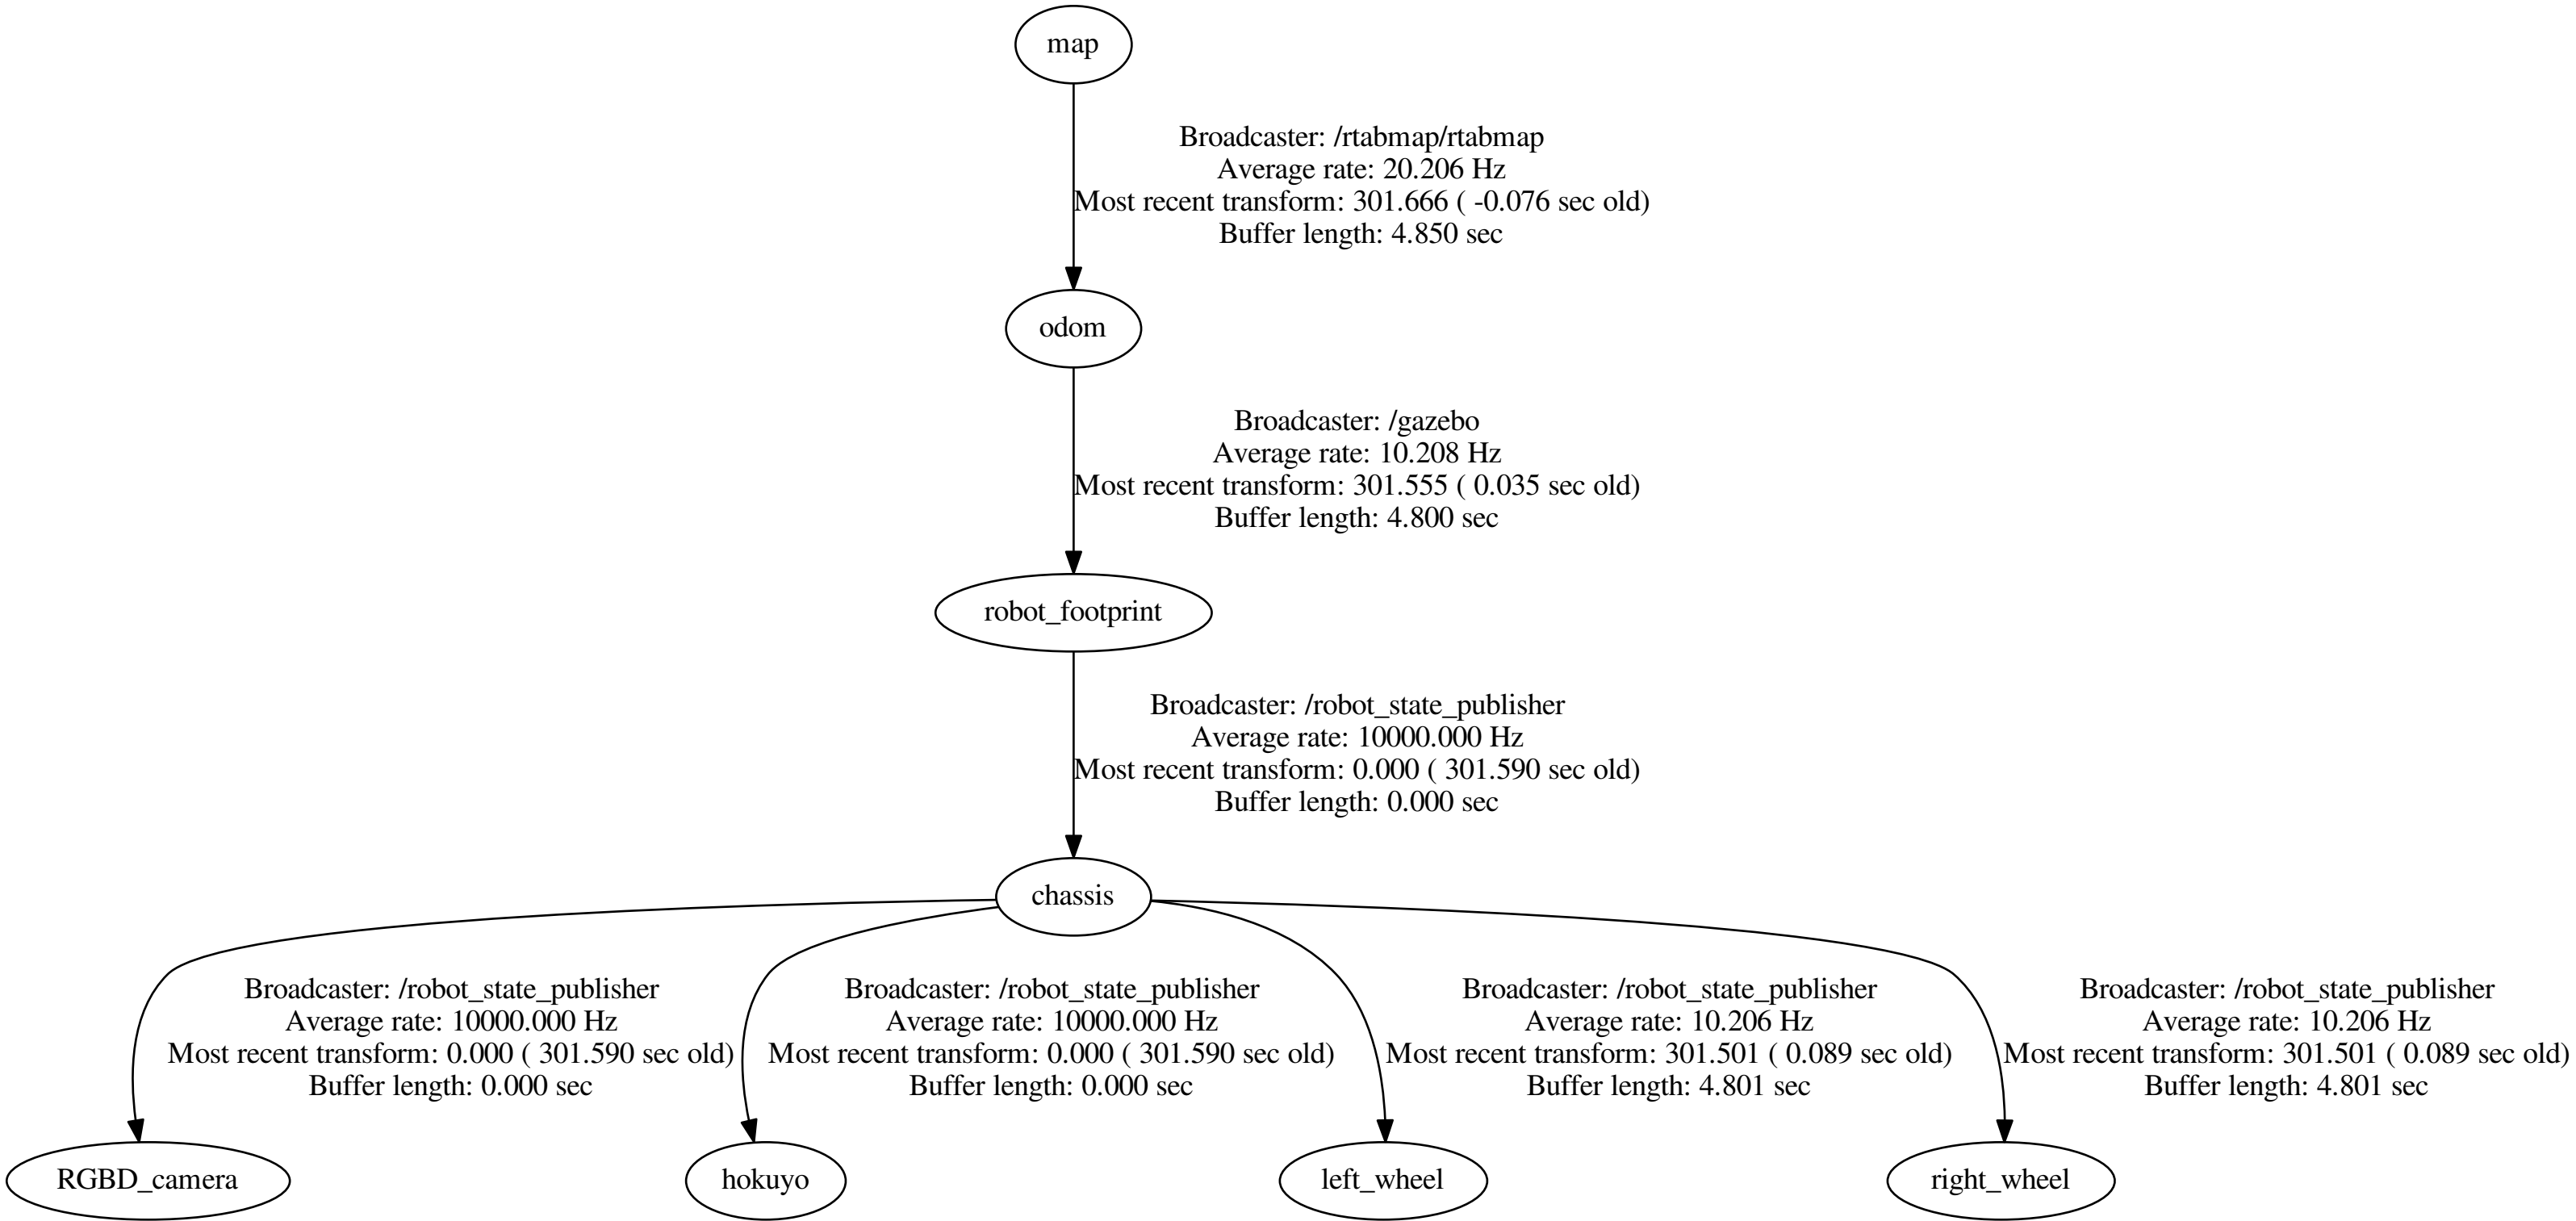 map
Broadcaster: /rtabmap/rtabmap
Average rate: 20.206 Hz
Most recent transform: 301.666 ( -0.076 sec old)
Buffer length: 4.850 sec
odom
Broadcaster: /gazebo
Average rate: 10.208 Hz
Most recent transform: 301.555 ( 0.035 sec old)
Buffer length: 4.800 sec
robot_footprint
Broadcaster: /robot_state_publisher
Average rate: 10000.000 Hz
Most recent transform: 0.000 ( 301.590 sec old)
Buffer length: 0.000 sec
chassis
Broadcaster: /robot_state_publisher
Average rate: 10000.000 Hz
Most recent transform: 0.000 ( 301.590 sec old)
Buffer length: 0.000 sec
Broadcaster: /robot_state_publisher
Average rate: 10000.000 Hz
Most recent transform: 0.000 ( 301.590 sec old)
Buffer length: 0.000 sec
Broadcaster: /robot_state_publisher
Average rate: 10.206 Hz
Most recent transform: 301.501 ( 0.089 sec old)
Buffer length: 4.801 sec
Broadcaster: /robot_state_publisher
Average rate: 10.206 Hz
Most recent transform: 301.501 ( 0.089 sec old)
Buffer length: 4.801 sec
RGBD_camera
hokuyo
left_wheel
right_wheel